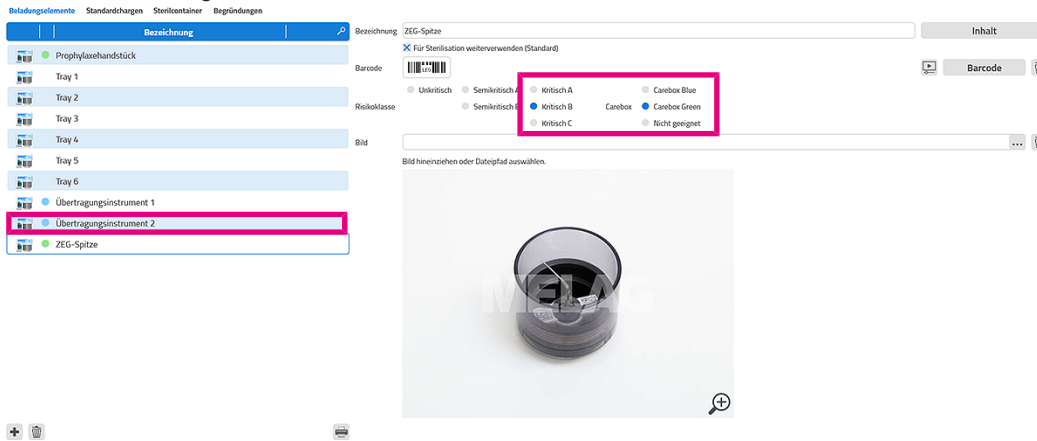 Beladungselemente Standardchargen Sterilcontainer Begründungen
Bezeichnung
Prophylaxehandstück
Tray 1
Tray 2
Tray 3
Tray 4
Tray 5
Tray 6
Übertragungsinstrument 1
Übertragungsinstrument 2
ZEG-Spitze
Bezeichnung ZEG-Spitze Inhalt
Für Sterilisation weiterverwenden (Standard)
Barcode Barcode
Unkritisch Semikritisch A Kritisch A Carebox Blue
Risikoklasse Semikritisch Kritisch B Carebox Carebox Green
Kritisch C Nicht geeignet
Bild ...
Bild hineinziehen oder Dateipfad auswählen.
MELAG